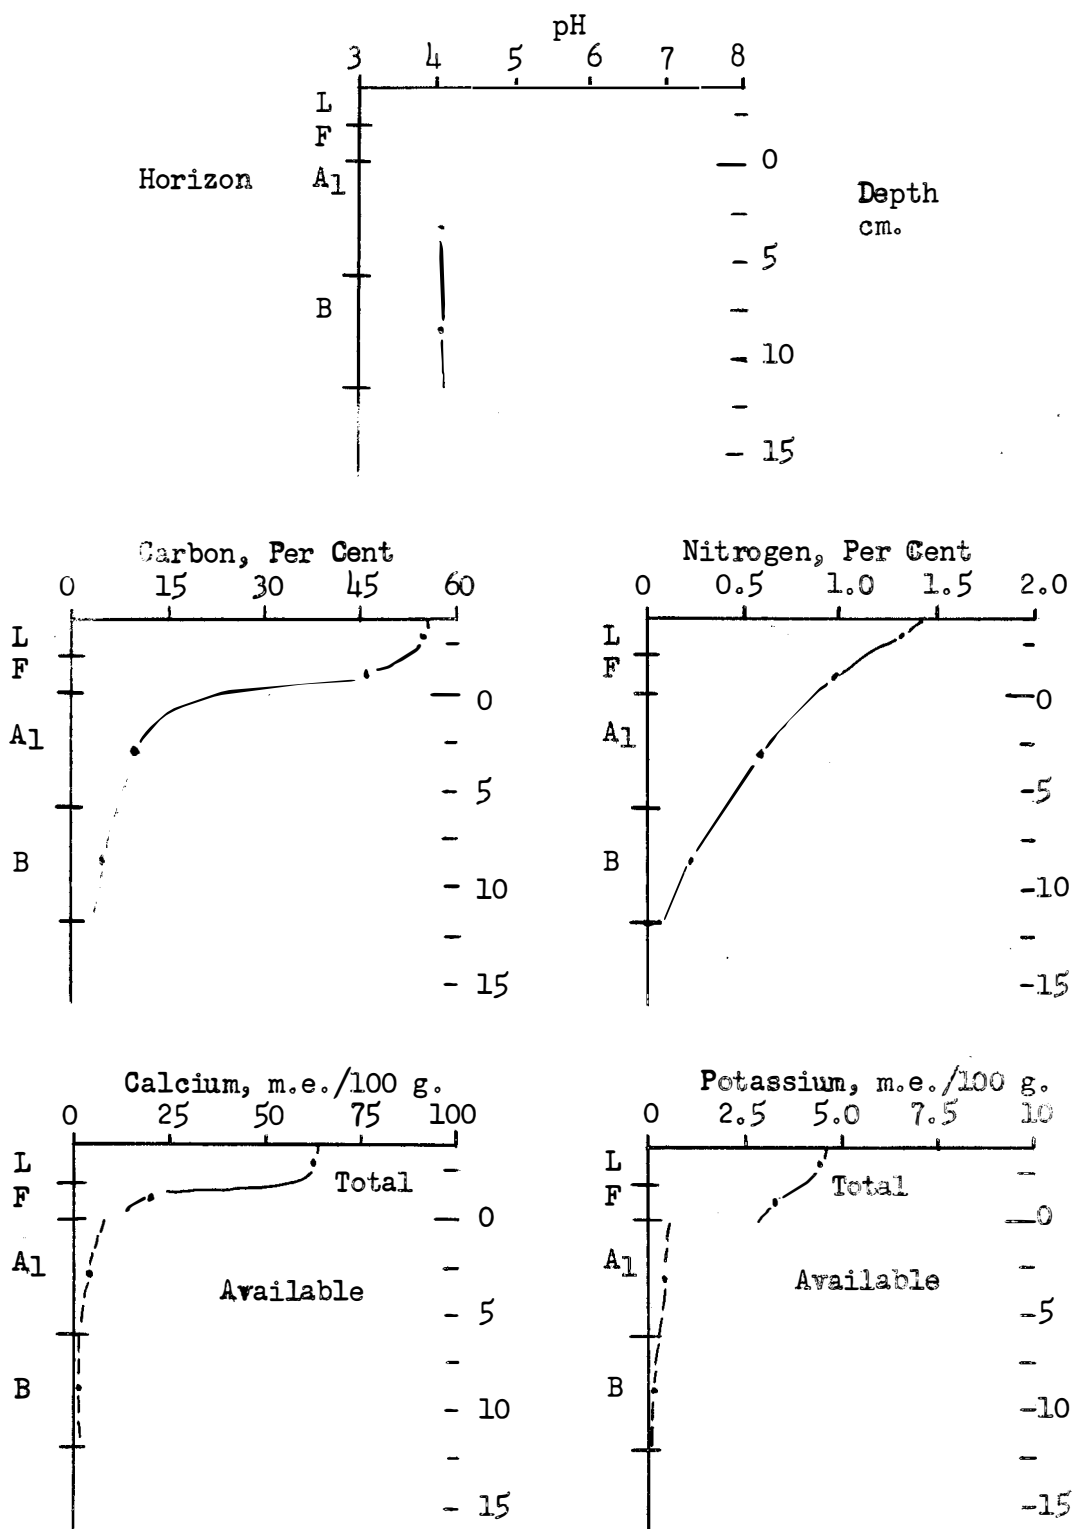 pH
3 4 5 6 7 8
L
F
0
Horizon A1
Depth
cm.
5
B
10
15
Carbon, Per Cent
0 15 30 45 60
L
F
0
A1
5
B
10
15
Nitrogen, Per Cent
0 0.5 1.0 1.5 2.0
L
F
0
A1
5
B
10
15
Calcium, m.e./100 g.
0 25 50 75 100
L
Total
F
0
A1
Available
5
B
10
15
Potassium, m.e./100 g.
0 2.5 5.0 7.5 10
L
Total
F
0
A1
Available
5
B
10
15